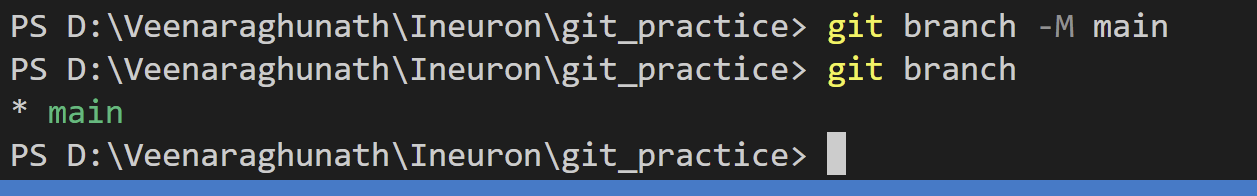 PS D:\Veenaraghunath\Ineuron\git_practice> git branch -M main
PS D:\Veenaraghunath\Ineuron\git_practice> git branch
* main
PS D:\Veenaraghunath\Ineuron\git_practice>